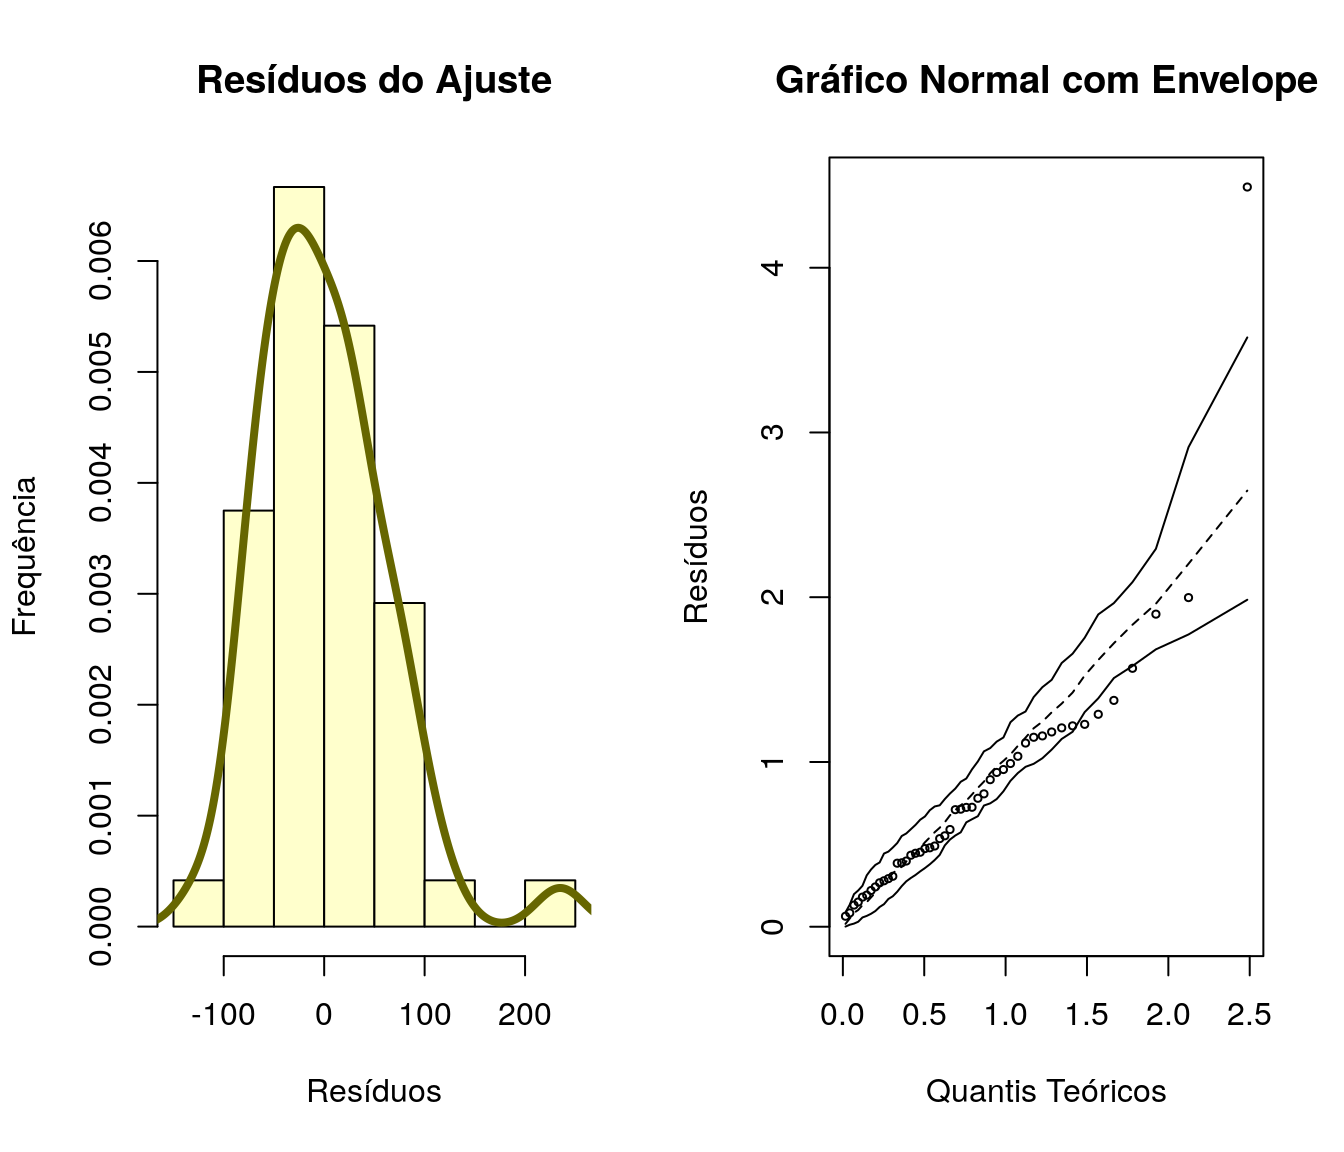 Resíduos do Ajuste
Frequência
0.006
0.005
0.004
0.003
0.002
0.001
0.000
-100 0 100 200
Resíduos
Gráfico Normal com Envelope
Resíduos
4
3
2
1
0
0.0 0.5 1.0 1.5 2.0 2.5
Quantis Teóricos